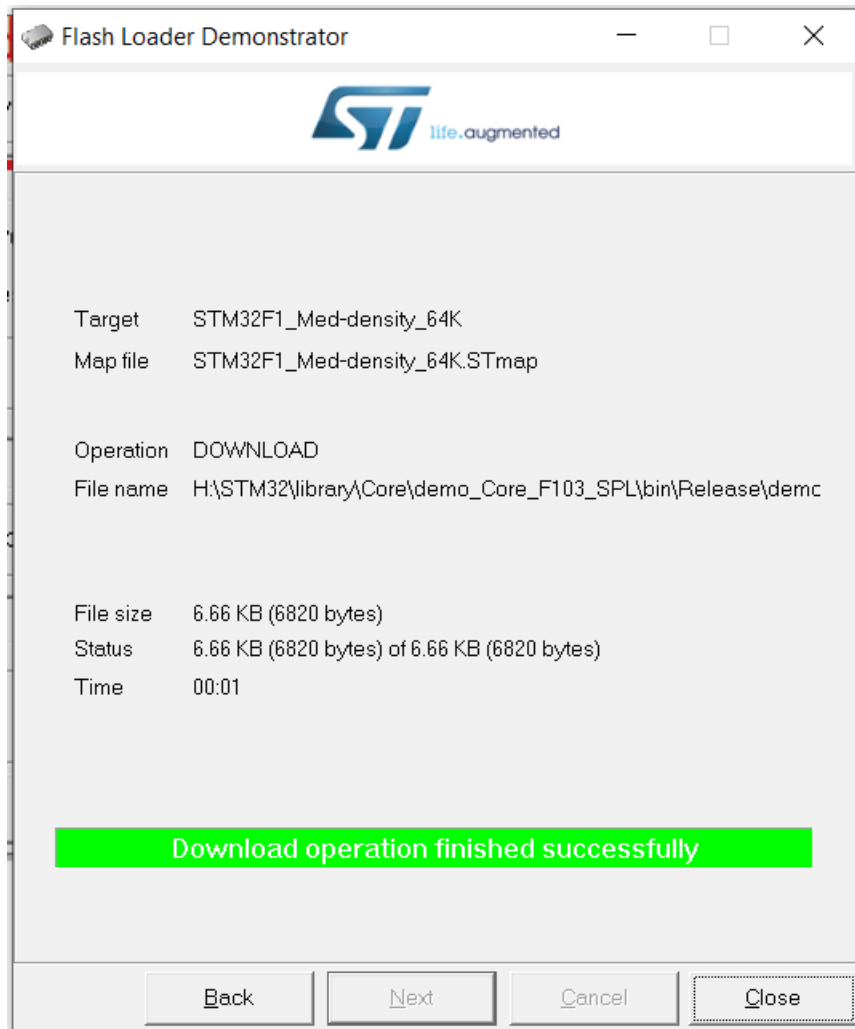 Flash Loader Demonstrator
ST life.augmented
Target STM32F1_Med-density_64K
Map file STM32F1_Med-density_64K.STmap
Operation DOWNLOAD
File name H:\STM32\library\Core\demo_Core_F103_SPL\bin\Release\demo
File size 6.66 KB (6820 bytes)
Status 6.66 KB (6820 bytes) of 6.66 KB (6820 bytes)
Time 00:01
Download operation finished successfully
Back Next Cancel Close